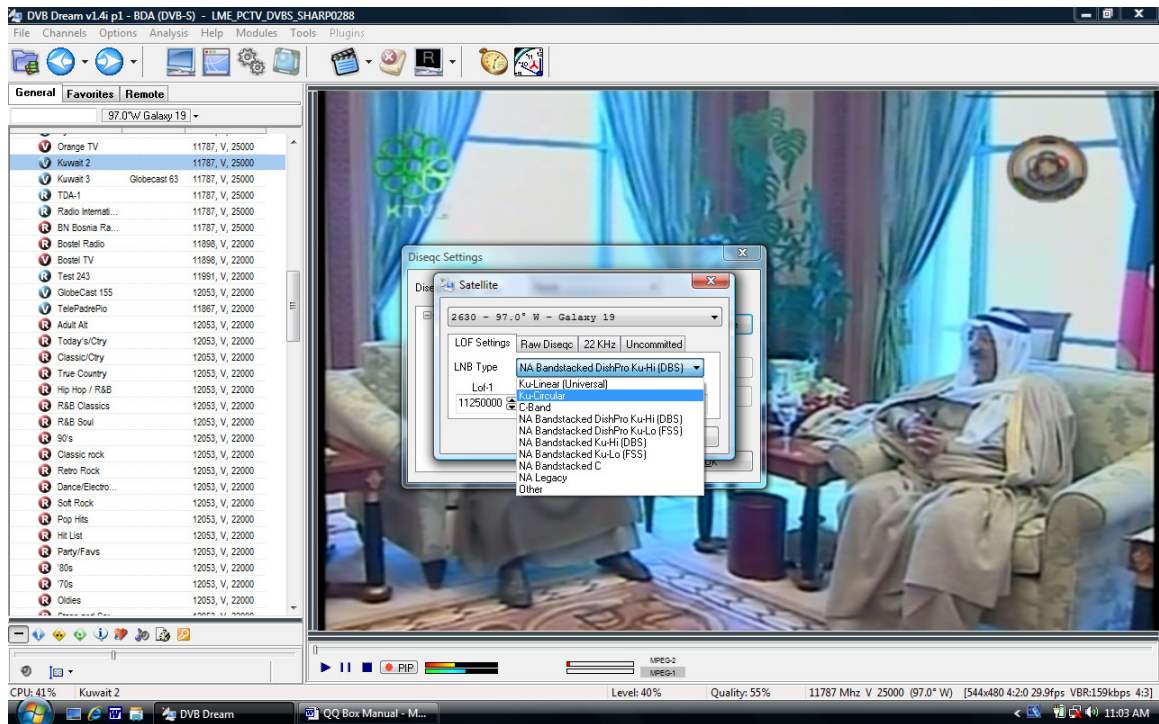 DVB Dream v1.4i p1 - BDA (DVB-S) - LME_PCTV_DVBS_SHARP0288
File Channels Options Analysis Help Modules Tools Plugins
General Favorites Remote
97.0°W Galaxy 19
Orange TV 11787, V, 25000
Kuwait 2 11787, V, 25000
Kuwait 3 Globecast 63 11787, V, 25000
TDA-1 11787, V, 25000
Radio Internati... 11787, V, 25000
BN Bosnia Ra... 11787, V, 25000
Bostel Radio 11898, V, 22000
Bostel TV 11898, V, 22000
Test 243 11991, V, 22000
GlobeCast 155 12053, V, 22000
TelePadrePio 11867, V, 22000
Adult Alt 12053, V, 22000
Today's/Ctry 12053, V, 22000
Classic/Ctry 12053, V, 22000
True Country 12053, V, 22000
Hip Hop / R&B 12053, V, 22000
R&B Classics 12053, V, 22000
R&B Soul 12053, V, 22000
90's 12053, V, 22000
Classic rock 12053, V, 22000
Retro Rock 12053, V, 22000
Dance/Electro... 12053, V, 22000
Soft Rock 12053, V, 22000
Pop Hits 12053, V, 22000
Hit List 12053, V, 22000
Party/Favs 12053, V, 22000
'80s 12053, V, 22000
'70s 12053, V, 22000
Oldies 12053, V, 22000
KTV2
Diseqc Settings
Dise
Satellite
2630 - 97.0° W - Galaxy 19
LOF Settings Raw Diseqc 22 KHz Uncommitted
LNB Type NA Bandstacked DishPro Ku-Hi (DBS)
Lof-1
11250000
Ku-Linear (Universal)
Ku-Circular
C-Band
NA Bandstacked DishPro Ku-Hi (DBS)
NA Bandstacked DishPro Ku-Lo (FSS)
NA Bandstacked Ku-Hi (DBS)
NA Bandstacked Ku-Lo (FSS)
NA Bandstacked C
NA Legacy
Other
OK
PIP
MPEG-2
MPEG-1
CPU: 41% Kuwait 2 Level: 40% Quality: 55% 11787 Mhz V 25000 (97.0° W) [544x480 4:2:0 29.9fps VBR:159kbps 4:3]
DVB Dream QQ Box Manual - M... 11:03 AM